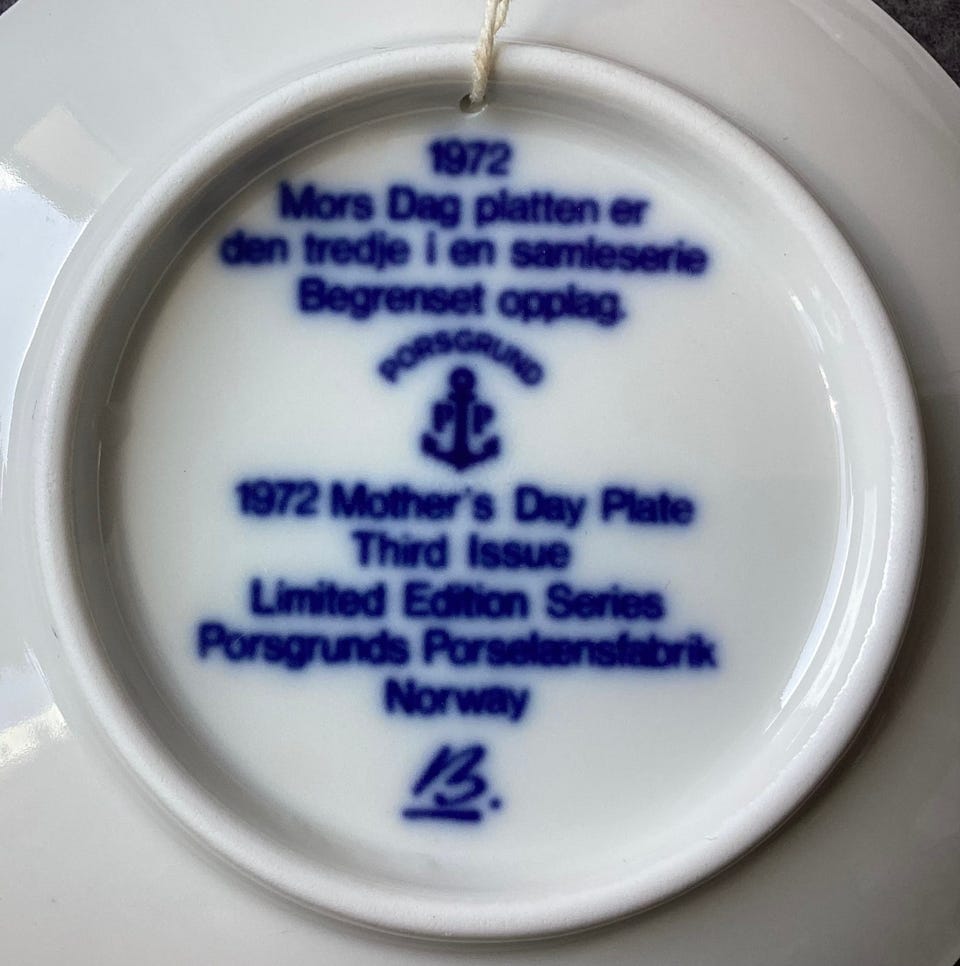 1972
Mors Dag platten er
den tredje i en samleserie
Begrenset opplag.
PORSGRUND
P P
1972 Mother's Day Plate
Third Issue
Limited Edition Series
Porsgrunds Porselænsfabrik
Norway
B.